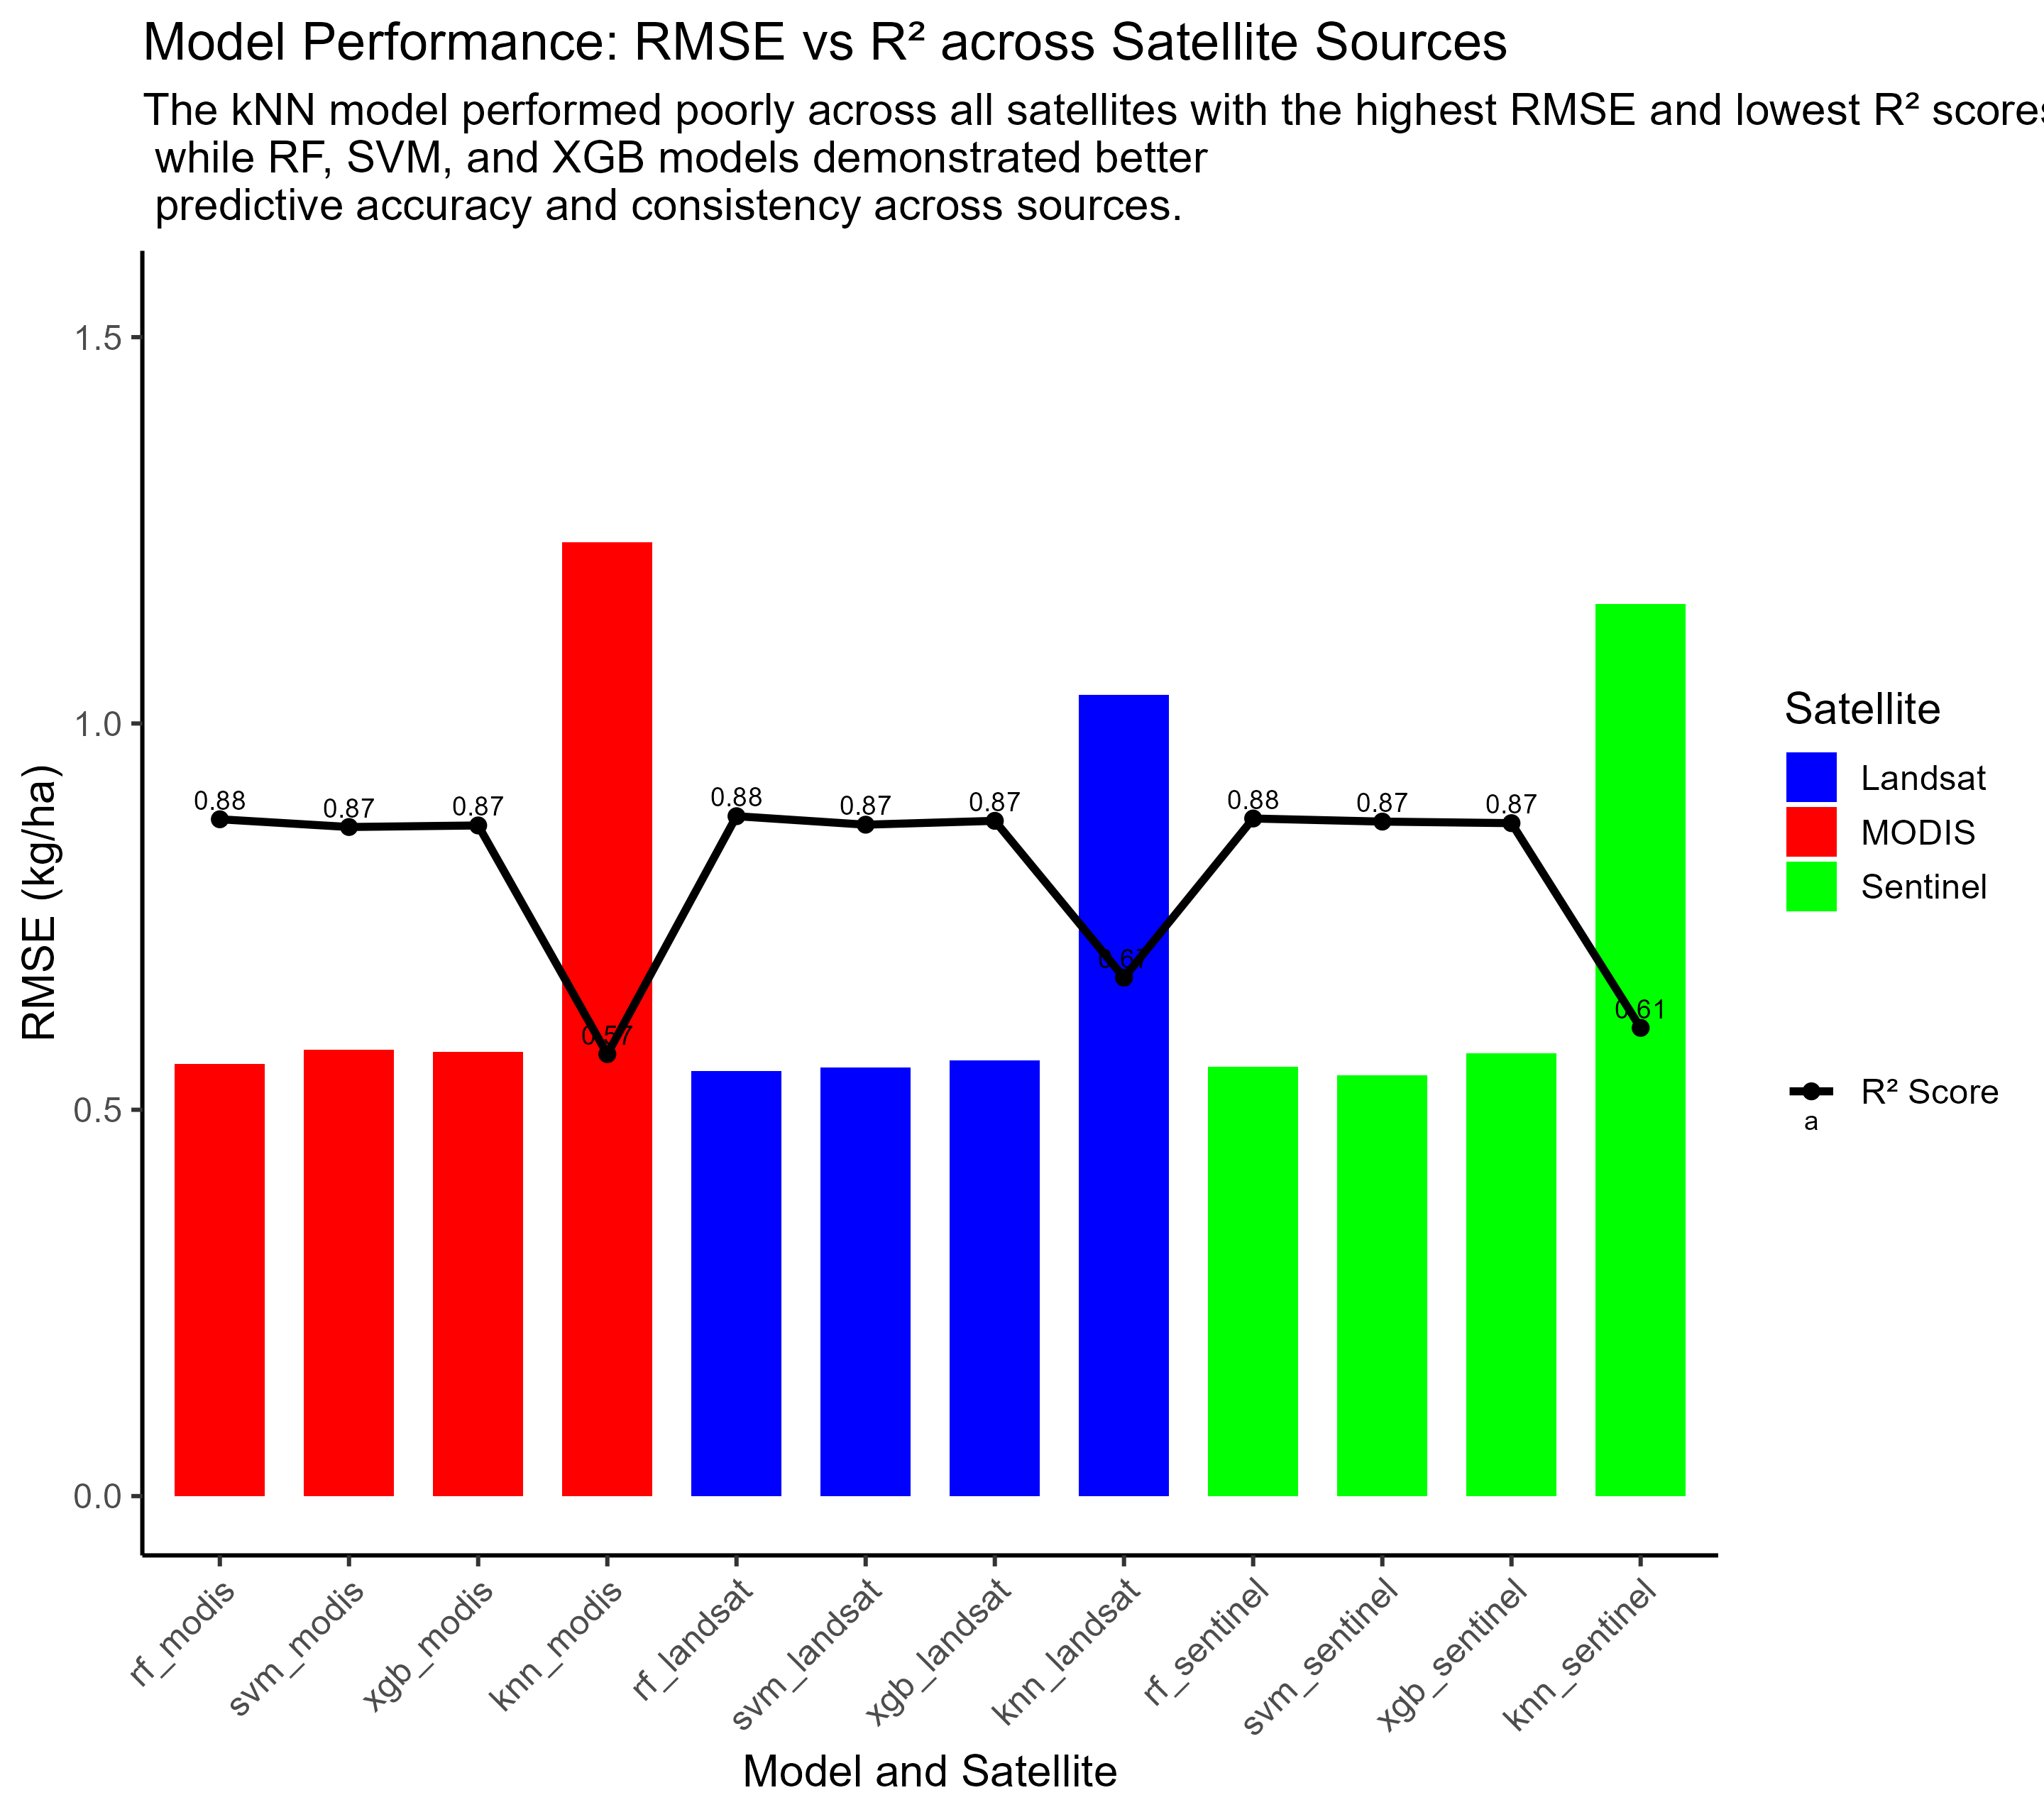 Model Performance: RMSE vs R² across Satellite Sources
The kNN model performed poorly across all satellites with the highest RMSE and lowest R² scores
while RF, SVM, and XGB models demonstrated better
predictive accuracy and consistency across sources.
RMSE (kg/ha)
1.5
1.0
0.5
0.0
0.88
0.87
0.87
0.57
0.88
0.87
0.87
0.67
0.88
0.87
0.87
0.61
rf_modis
svm_modis
xgb_modis
knn_modis
rf_landsat
svm_landsat
xgb_landsat
knn_landsat
rf_sentinel
svm_sentinel
xgb_sentinel
knn_sentinel
Model and Satellite
Satellite
Landsat
MODIS
Sentinel
R² Score
a